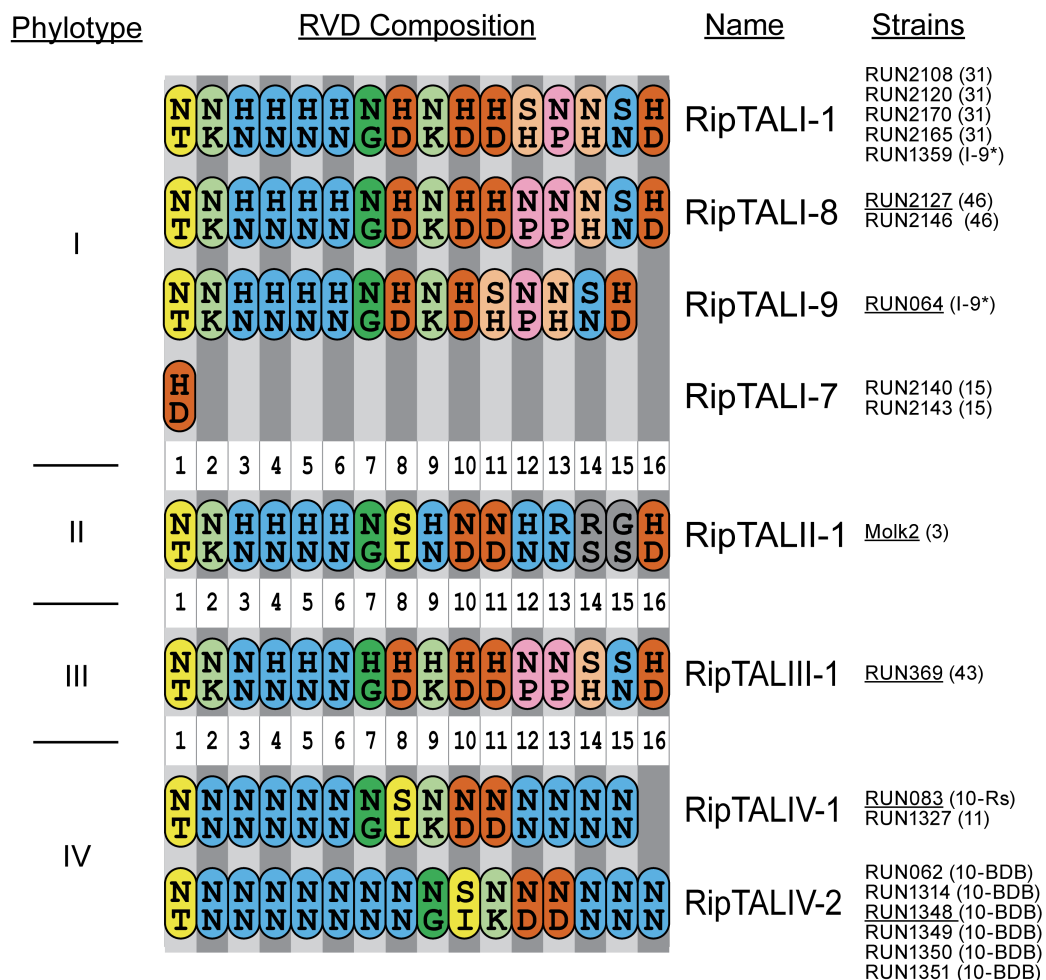 Phylotype RVD Composition Name Strains
I
N N H H H H N H N H H S N N S H
T K N N N N G D K D D H P H N D
RipTALI-1
RUN2108 (31)
RUN2120 (31)
RUN2170 (31)
RUN2165 (31)
RUN1359 (I-9*)
N N H H H H N H N H H N N N S H
T K N N N N G D K D D P P H N D
RipTALI-8
RUN2127 (46)
RUN2146 (46)
N N H H H H N H N H S N N S H
T K N N N N G D K D H P H N D
RipTALI-9
RUN064 (I-9*)
H
D
RipTALI-7
RUN2140 (15)
RUN2143 (15)
1 2 3 4 5 6 7 8 9 10 11 12 13 14 15 16
II
N N H H H H N S H N N H R R G H
T K N N N N G I N D D N N S S D
RipTALII-1
Molk2 (3)
1 2 3 4 5 6 7 8 9 10 11 12 13 14 15 16
III
N N N H H N H H H H H N N S S H
T K N N N N G D K D D P P H N D
RipTALIII-1
RUN369 (43)
1 2 3 4 5 6 7 8 9 10 11 12 13 14 15 16
IV
N N N N N N N S N N N N N N N
T N N N N N G I K D D N N N N
RipTALIV-1
RUN083 (10-Rs)
RUN1327 (11)
N N N N N N N N N S N N N N N N
T N N N N N N N G I K D D N N N
RipTALIV-2
RUN062 (10-BDB)
RUN1314 (10-BDB)
RUN1348 (10-BDB)
RUN1349 (10-BDB)
RUN1350 (10-BDB)
RUN1351 (10-BDB)